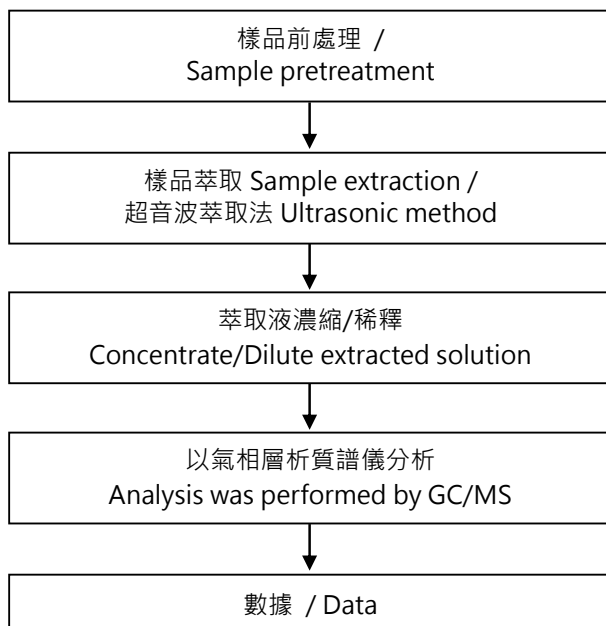 樣品前處理 /
Sample pretreatment
樣品萃取 Sample extraction /
超音波萃取法 Ultrasonic method
萃取液濃縮/稀釋
Concentrate/Dilute extracted solution
以氣相層析質譜儀分析
Analysis was performed by GC/MS
數據 / Data